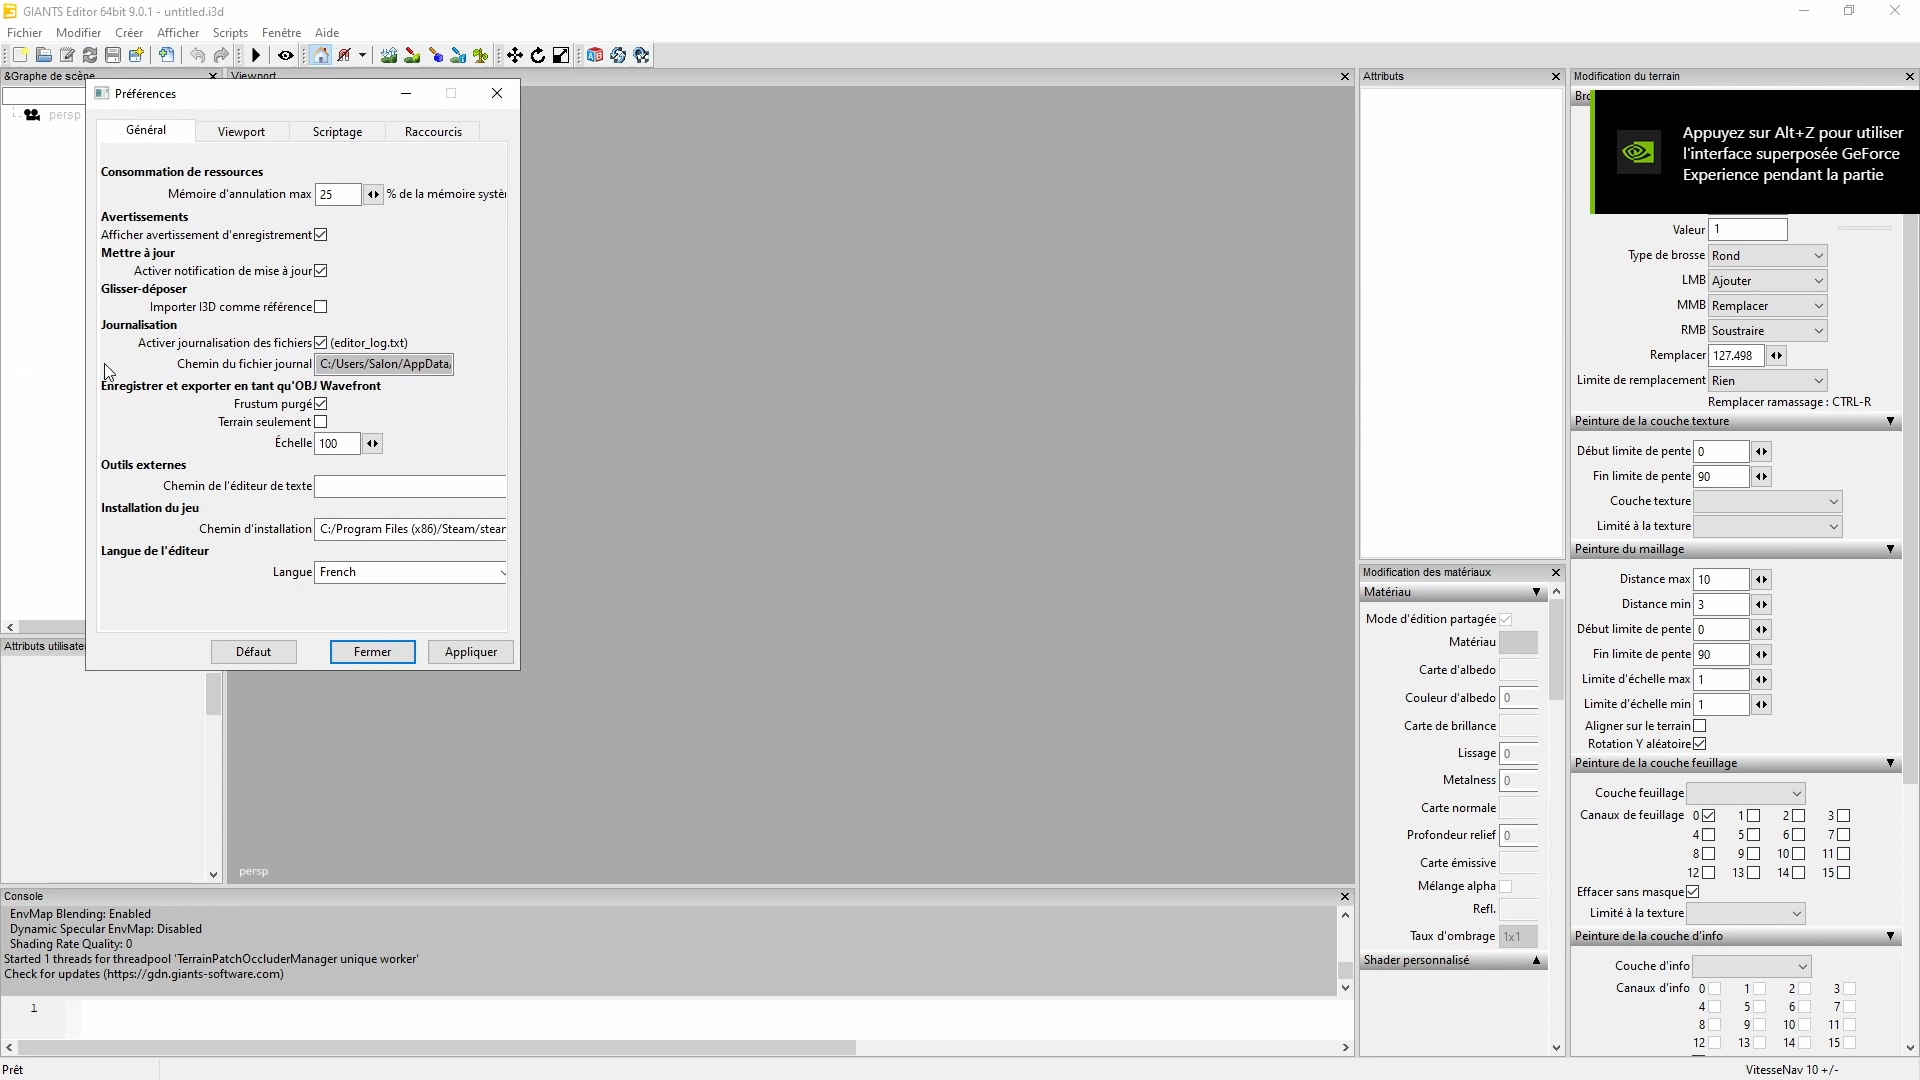 GIANTS Editor 64bit 9.0.1 - untitled.i3d
Fichier Modifier Créer Afficher Scripts Fenêtre Aide
&Graphe de scène
Viewport
persp
Préférences
Général Viewport Scriptage Raccourcis
Consommation de ressources
Mémoire d'annulation max 25 % de la mémoire systèr
Avertissements
Afficher avertissement d'enregistrement
Mettre à jour
Activer notification de mise à jour
Glisser-déposer
Importer I3D comme référence
Journalisation
Activer journalisation des fichiers (editor_log.txt)
Chemin du fichier journal C:/Users/Salon/AppData/
Enregistrer et exporter en tant qu'OBJ Wavefront
Frustum purgé
Terrain seulement
Échelle 100
Outils externes
Chemin de l'éditeur de texte
Installation du jeu
Chemin d'installation C:/Program Files (x86)/Steam/stear
Langue de l'éditeur
Langue French
Défaut Fermer Appliquer
Attributs utilisate
persp
Console
EnvMap Blending: Enabled
Dynamic Specular EnvMap: Disabled
Shading Rate Quality: 0
Started 1 threads for threadpool 'TerrainPatchOccluderManager unique worker'
Check for updates (https://gdn.giants-software.com)
1
Prêt
Attributs
Modification des matériaux
Matériau
Mode d'édition partagée
Matériau
Carte d'albedo
Couleur d'albedo 0
Carte de brillance
Lissage 0
Metalness 0
Carte normale
Profondeur relief 0
Carte émissive
Mélange alpha
Refl.
Taux d'ombrage 1x1
Shader personnalisé
Modification du terrain
Bro
Appuyez sur Alt+Z pour utiliser
l'interface superposée GeForce
Experience pendant la partie
Valeur 1
Type de brosse Rond
LMB Ajouter
MMB Remplacer
RMB Soustraire
Remplacer 127.498
Limite de remplacement Rien
Remplacer ramassage : CTRL-R
Peinture de la couche texture
Début limite de pente 0
Fin limite de pente 90
Couche texture
Limité à la texture
Peinture du maillage
Distance max 10
Distance min 3
Début limite de pente 0
Fin limite de pente 90
Limite d'échelle max 1
Limite d'échelle min 1
Aligner sur le terrain
Rotation Y aléatoire
Peinture de la couche feuillage
Couche feuillage
Canaux de feuillage 0 1 2 3
4 5 6 7
8 9 10 11
12 13 14 15
Effacer sans masque
Limité à la texture
Peinture de la couche d'info
Couche d'info
Canaux d'info 0 1 2 3
4 5 6 7
8 9 10 11
12 13 14 15
VitesseNav 10 +/-